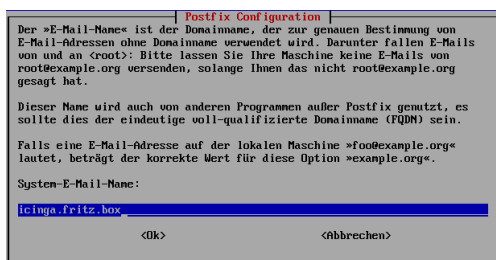 Postfix Configuration
Der »E-Mail-Name« ist der Domainname, der zur genauen Bestimmung von
E-Mail-Adressen ohne Domainname verwendet wird. Darunter fallen E-Mails
von und an <root>: Bitte lassen Sie Ihre Maschine keine E-Mails von
root@example.org versenden, solange Ihnen das nicht root@example.org
gesagt hat.
Dieser Name wird auch von anderen Programmen außer Postfix genutzt, es
sollte dies der eindeutige voll-qualifizierte Domainname (FQDN) sein.
Falls eine E-Mail-Adresse auf der lokalen Maschine »foo@example.org«
lautet, beträgt der korrekte Wert für diese Option »example.org«.
System-E-Mail-Name:
icinga.fritz.box_
<Ok> <Abbrechen>